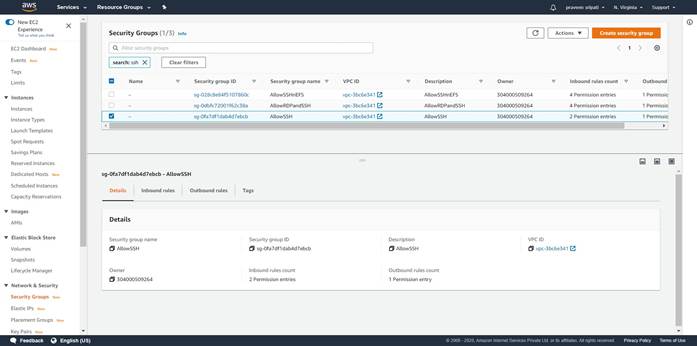 aws
Services
Resource Groups
praveen sripati
N. Virginia
Support
New EC2
Experience
Tell us what you think
EC2 Dashboard New
Events New
Tags
Limits
Instances
Instances
Instance Types
Launch Templates
Spot Requests
Savings Plans
Reserved Instances
Dedicated Hosts New
Scheduled Instances
Capacity Reservations
Images
AMIs
Elastic Block Store
Volumes
Snapshots
Lifecycle Manager
Network & Security
Security Groups New
Elastic IPs New
Placement Groups New
Key Pairs New
Security Groups (1/3) Info
Actions
Create security group
Filter security groups
1
search: ssh
Clear filters
Name Security group ID Security group name VPC ID Description Owner Inbound rules count Outbound
– AllowSSHnEFS vpc-3bc6e341 AllowSSHnEFS 304000509264 4 Permission entries 1 Permissi
– AllowRDPandSSH vpc-3bc6e341 AllowRDPandSSH 304000509264 4 Permission entries 1 Permissi
– sg-0fa7df1dab4d7ebcb AllowSSH vpc-3bc6e341 AllowSSH 304000509264 2 Permission entries 1 Permissi
sg-0fa7df1dab4d7ebcb - AllowSSH
Details Inbound rules Outbound rules Tags
Details
Security group name Security group ID Description VPC ID
AllowSSH sg-0fa7df1dab4d7ebcb AllowSSH vpc-3bc6e341
Owner Inbound rules count Outbound rules count
304000509264 2 Permission entries 1 Permission entry
Feedback English (US)
© 2008 - 2020, Amazon Internet Services Private Ltd. or its affiliates. All rights reserved. Privacy Policy Terms of Use